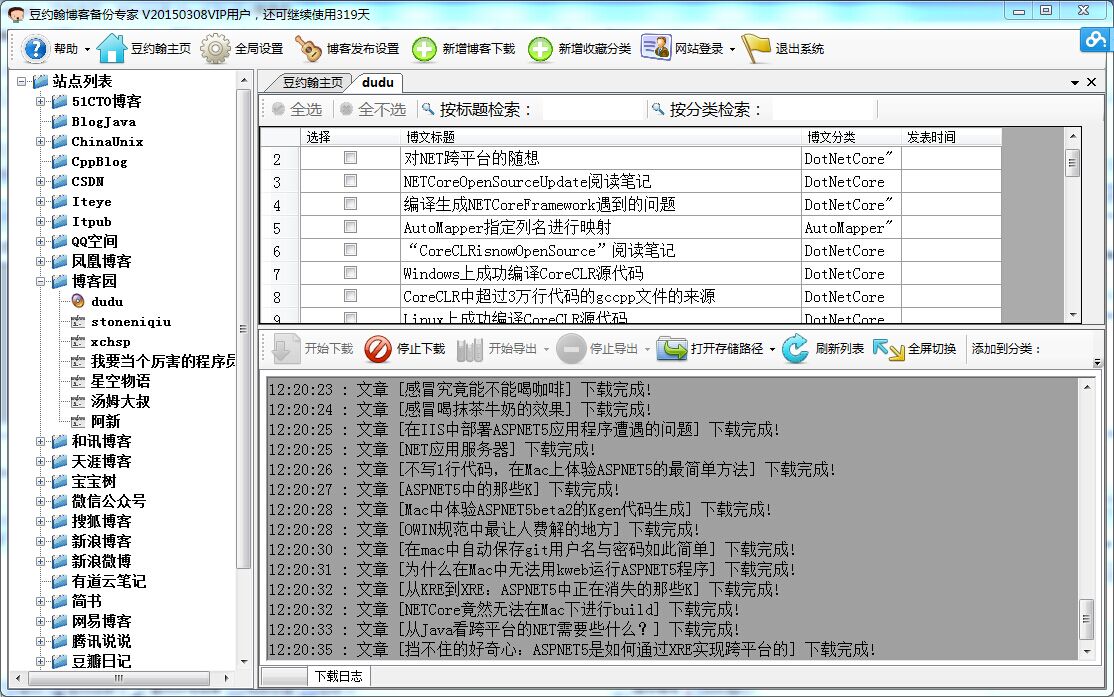 豆约翰博客备份专家 V20150308VIP用户，还可继续使用319天
帮助 豆约翰主页 全局设置 博客发布设置 新增博客下载 新增收藏分类 网站登录 退出系统
站点列表
51CTO博客
BlogJava
ChinaUnix
CppBlog
CSDN
Iteye
Itpub
QQ空间
凤凰博客
博客园
dudu
stoneniqiu
xchsp
我要当个厉害的程序员
星空物语
汤姆大叔
阿新
和讯博客
天涯博客
宝宝树
微信公众号
搜狐博客
新浪博客
新浪微博
有道云笔记
简书
网易博客
腾讯说说
豆瓣日记
豆约翰主页 dudu
全选 全不选 按标题检索： 按分类检索：
选择 博文标题 博文分类 发表时间
2 对NET跨平台的随想 DotNetCore"
3 NETCoreOpenSourceUpdate阅读笔记 DotNetCore
4 编译生成NETCoreFramework遇到的问题 DotNetCore"
5 AutoMapper指定列名进行映射 AutoMapper"
6 “CoreCLRisnowOpenSource”阅读笔记 DotNetCore
7 Windows上成功编译CoreCLR源代码 DotNetCore
8 CoreCLR中超过3万行代码的gccpp文件的来源 DotNetCore
9 Linux上成功编译CoreCLR源代码 DotNetCore
开始下载 停止下载 开始导出 停止导出 打开存储路径 刷新列表 全屏切换 添加到分类：
12:20:23 : 文章 [感冒究竟能不能喝咖啡] 下载完成!
12:20:24 : 文章 [感冒喝抹茶牛奶的效果] 下载完成!
12:20:25 : 文章 [在IIS中部署ASPNET5应用程序遭遇的问题] 下载完成!
12:20:25 : 文章 [NET应用服务器] 下载完成!
12:20:26 : 文章 [不写1行代码，在Mac上体验ASPNET5的最简单方法] 下载完成!
12:20:27 : 文章 [ASPNET5中的那些K] 下载完成!
12:20:28 : 文章 [Mac中体验ASPNET5beta2的Kgen代码生成] 下载完成!
12:20:28 : 文章 [OWIN规范中最让人费解的地方] 下载完成!
12:20:30 : 文章 [在mac中自动保存git用户名与密码如此简单] 下载完成!
12:20:31 : 文章 [为什么在Mac中无法用kweb运行ASPNET5程序] 下载完成!
12:20:32 : 文章 [从KRE到XRE：ASPNET5中正在消失的那些K] 下载完成!
12:20:32 : 文章 [NETCore竟然无法在Mac下进行build] 下载完成!
12:20:33 : 文章 [从Java看跨平台的NET需要些什么？] 下载完成!
12:20:35 : 文章 [挡不住的好奇心：ASPNET5是如何通过XRE实现跨平台的] 下载完成!
下载日志